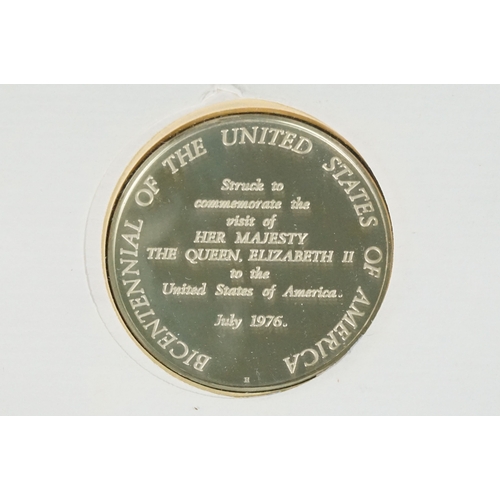 BICENTENNIAL OF THE UNITED STATES OF AMERICA
Struck to
commemorate the
visit of
HER MAJESTY
THE QUEEN, ELIZABETH II
to the
United States of America.
July 1976.